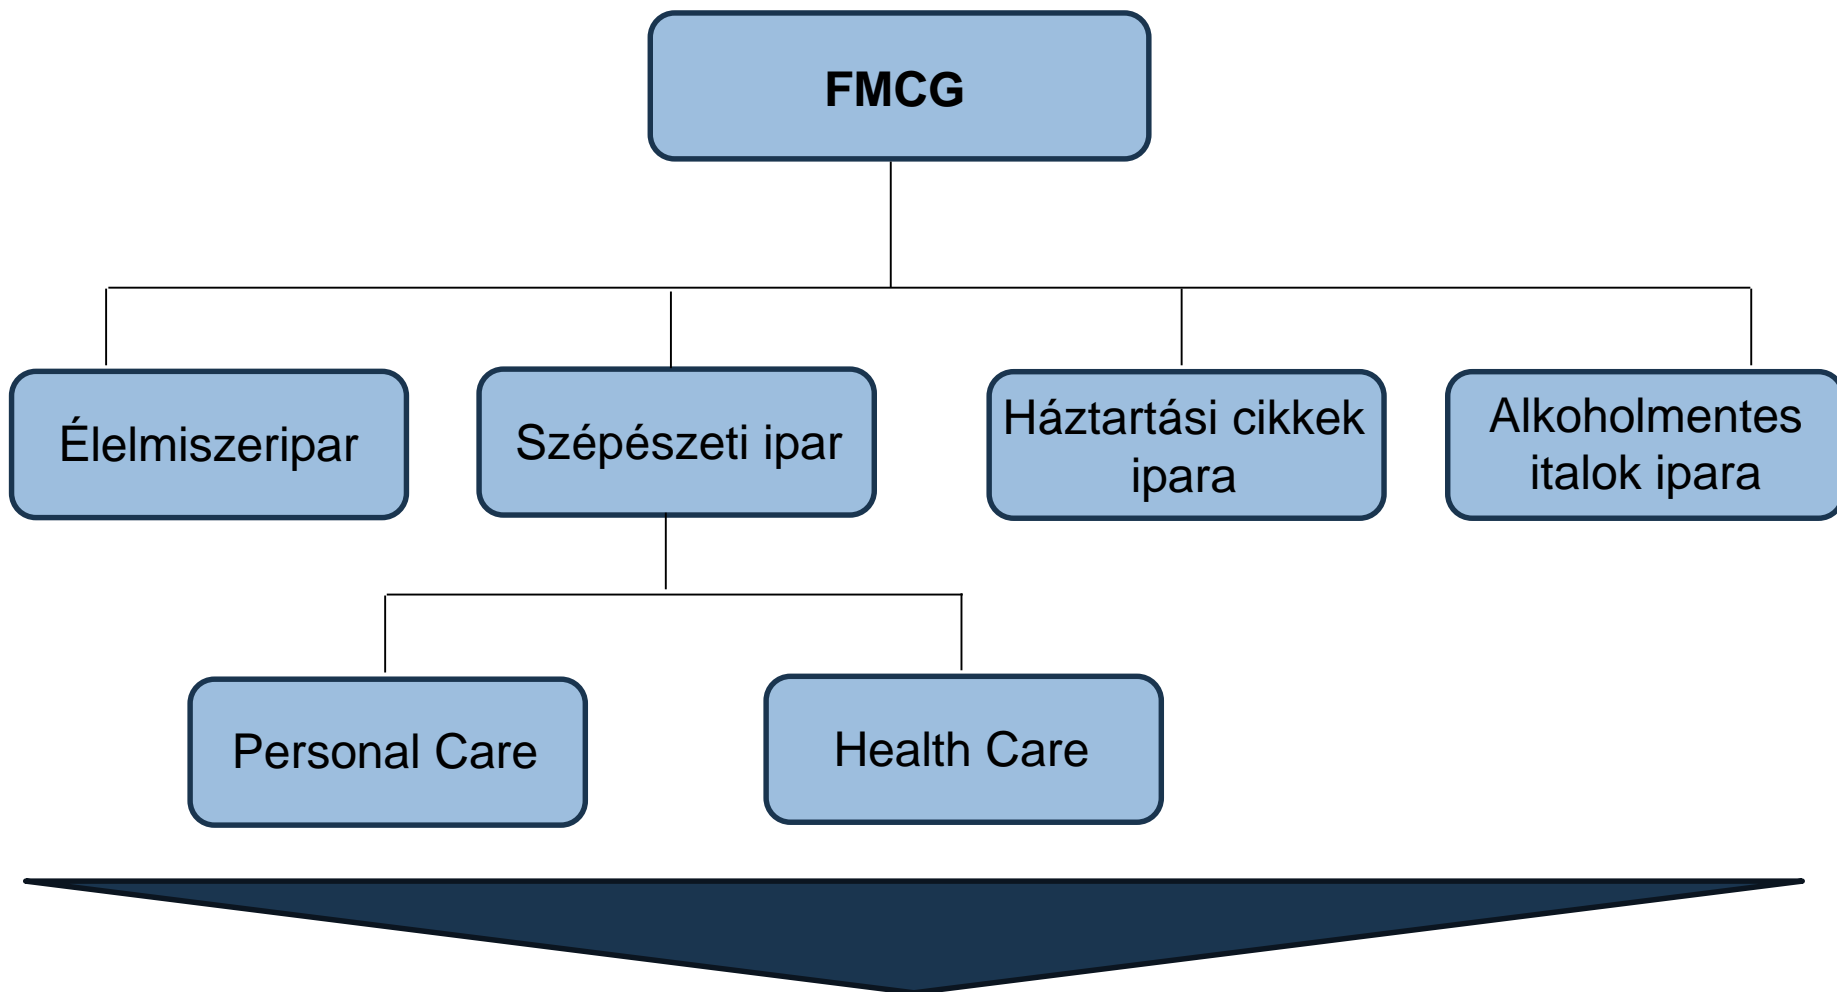 FMCG
Élelmiszeripar
Szépészeti ipar
Háztartási cikkek
ipara
Alkoholmentes
italok ipara
Personal Care
Health Care